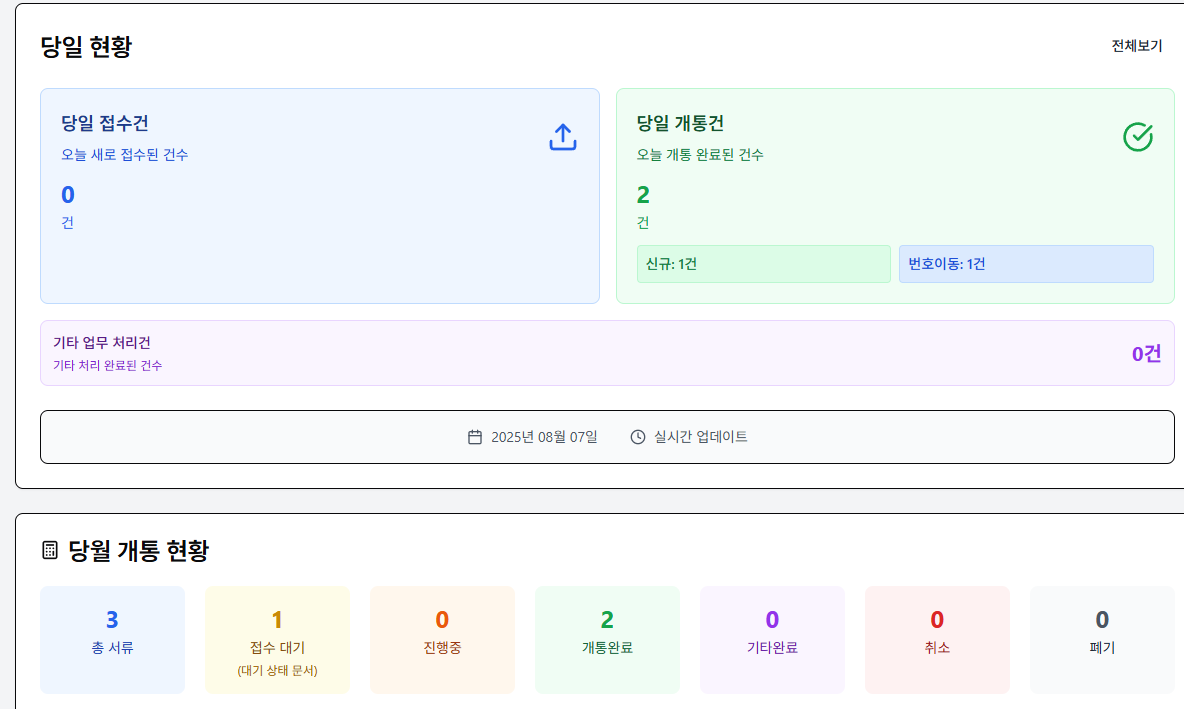 당일 현황
전체보기
당일 접수건
오늘 새로 접수된 건수
0
건
당일 개통건
오늘 개통 완료된 건수
2
건
신규: 1건
번호이동: 1건
기타 업무 처리건
기타 처리 완료된 건수
0건
2025년 08월 07일
실시간 업데이트
당월 개통 현황
3
총 서류
1
접수 대기
(대기 상태 문서)
0
진행중
2
개통완료
0
기타완료
0
취소
0
폐기